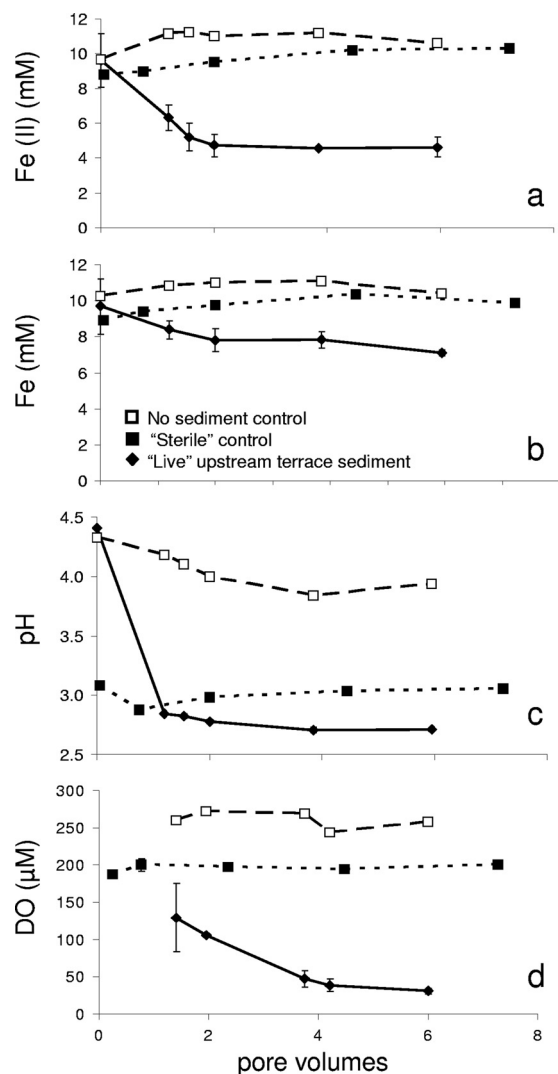 12
10
8
6
4
2
0
Fe (II) (mM)
a
12
10
8
6
4
2
0
Fe (mM)
No sediment control
"Sterile" control
"Live" upstream terrace sediment
b
4.5
4.0
3.5
3.0
2.5
pH
c
300
250
200
150
100
50
0
DO (µM)
d
0 2 4 6 8
pore volumes